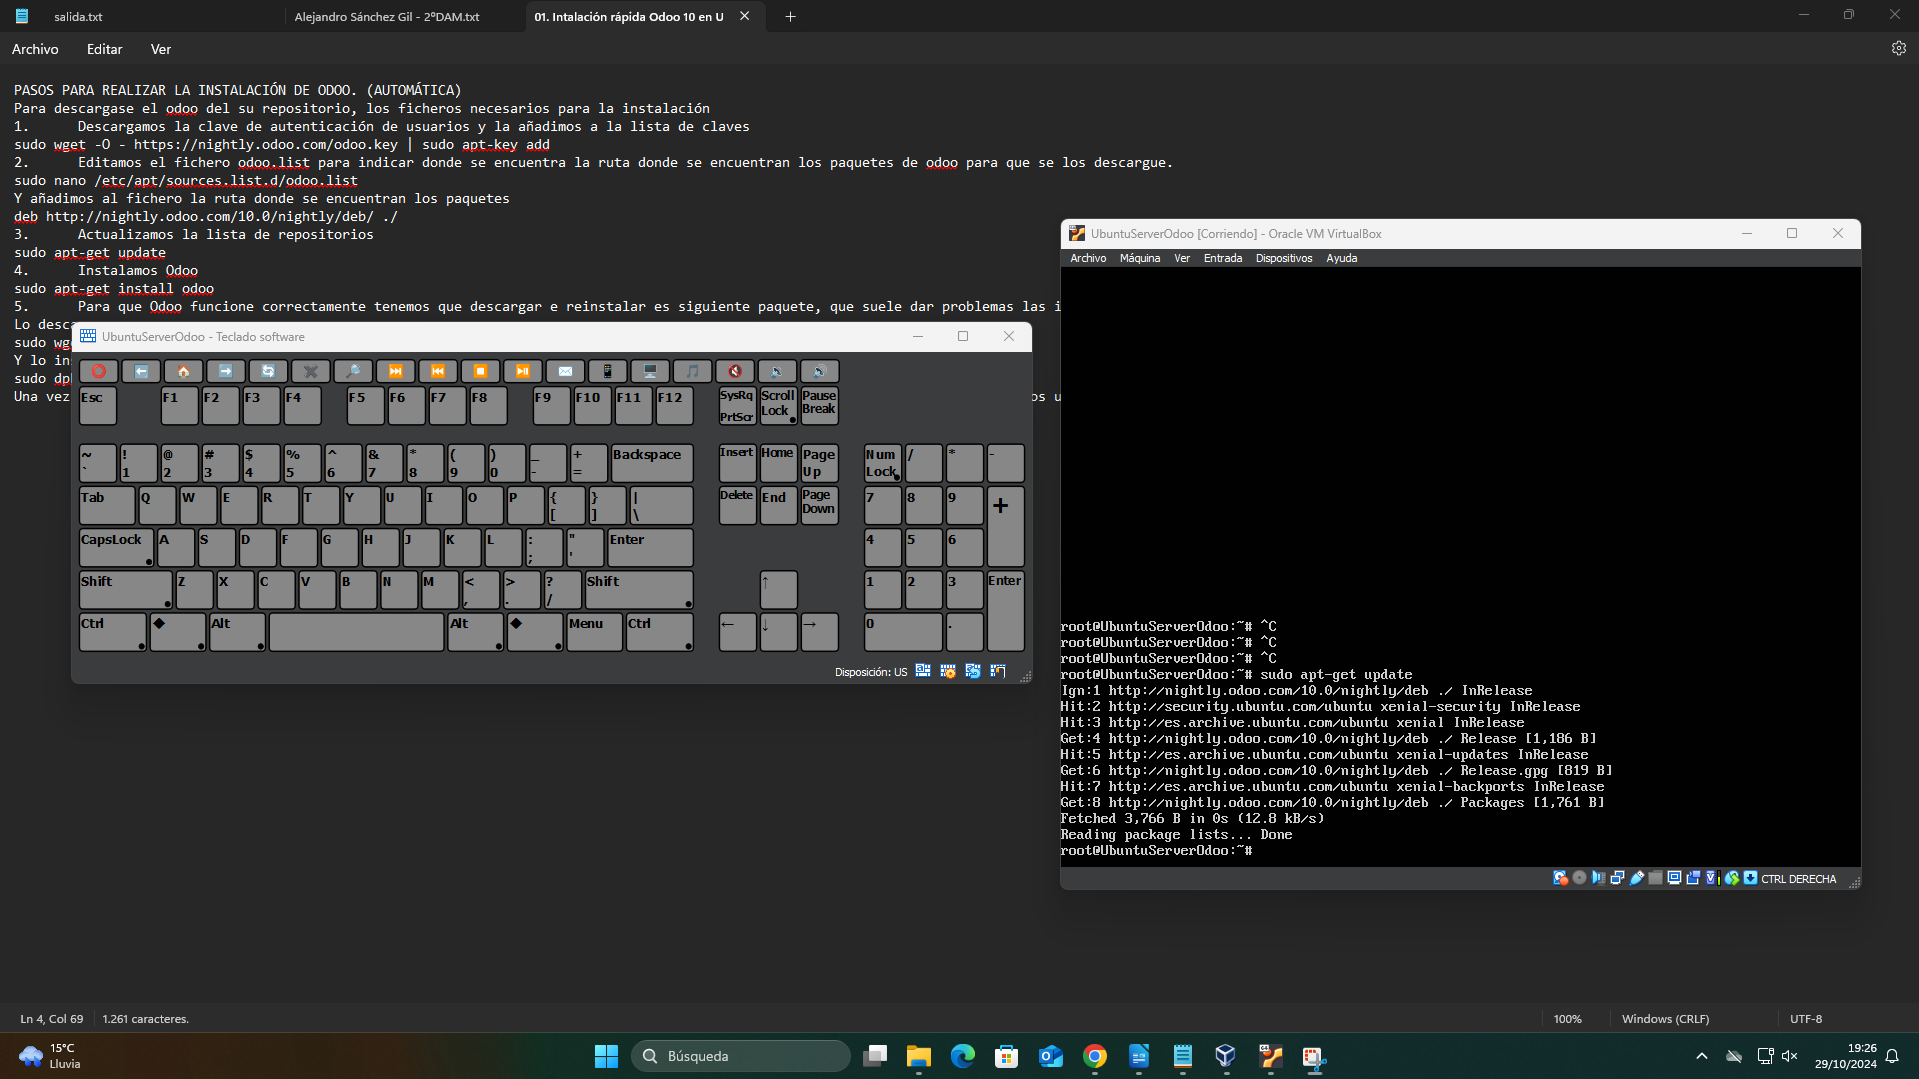 salida.txt
Alejandro Sánchez Gil - 2ºDAM.txt
01. Intalación rápida Odoo 10 en U
Archivo
Editar
Ver
PASOS PARA REALIZAR LA INSTALACIÓN DE ODOO. (AUTOMÁTICA)
Para descargase el odoo del su repositorio, los ficheros necesarios para la instalación
1. Descargamos la clave de autenticación de usuarios y la añadimos a la lista de claves
sudo wget -O - https://nightly.odoo.com/odoo.key | sudo apt-key add
2. Editamos el fichero odoo.list para indicar donde se encuentra la ruta donde se encuentran los paquetes de odoo para que se los descargue.
sudo nano /etc/apt/sources.list.d/odoo.list
Y añadimos al fichero la ruta donde se encuentran los paquetes
deb http://nightly.odoo.com/10.0/nightly/deb/ ./
3. Actualizamos la lista de repositorios
sudo apt-get update
4. Instalamos Odoo
sudo apt-get install odoo
5. Para que Odoo funcione correctamente tenemos que descargar e reinstalar es siguiente paquete, que suele dar problemas las i
Lo desc
sudo wg
Y lo in
sudo dp
Una vez
os u
UbuntuServerOdoo - Teclado software
Esc F1 F2 F3 F4 F5 F6 F7 F8 F9 F10 F11 F12 SysRq PrtScr Scroll Lock Pause Break
~ ` ! 1 @ 2 # 3 $ 4 % 5 ^ 6 & 7 * 8 ( 9 ) 0 _ - + = Backspace Insert Home Page Up Num Lock / * -
Tab Q W E R T Y U I O P { [ } ] | \ Delete End Page Down 7 8 9 +
CapsLock A S D F G H J K L : ; " ' Enter 4 5 6
Shift Z X C V B N M < , > . ? / Shift ↑ 1 2 3 Enter
Ctrl ◆ Alt Alt ◆ Menu Ctrl ← ↓ → 0 .
Disposición: US
UbuntuServerOdoo [Corriendo] - Oracle VM VirtualBox
Archivo Máquina Ver Entrada Dispositivos Ayuda
root@UbuntuServerOdoo:~# ^C
root@UbuntuServerOdoo:~# ^C
root@UbuntuServerOdoo:~# ^C
root@UbuntuServerOdoo:~# sudo apt-get update
Ign:1 http://nightly.odoo.com/10.0/nightly/deb ./ InRelease
Hit:2 http://security.ubuntu.com/ubuntu xenial-security InRelease
Hit:3 http://es.archive.ubuntu.com/ubuntu xenial InRelease
Get:4 http://nightly.odoo.com/10.0/nightly/deb ./ Release [1,186 B]
Hit:5 http://es.archive.ubuntu.com/ubuntu xenial-updates InRelease
Get:6 http://nightly.odoo.com/10.0/nightly/deb ./ Release.gpg [819 B]
Hit:7 http://es.archive.ubuntu.com/ubuntu xenial-backports InRelease
Get:8 http://nightly.odoo.com/10.0/nightly/deb ./ Packages [1,761 B]
Fetched 3,766 B in 0s (12.8 kB/s)
Reading package lists... Done
root@UbuntuServerOdoo:~#
CTRL DERECHA
Ln 4, Col 69
1.261 caracteres.
100%
Windows (CRLF)
UTF-8
15°C
Lluvia
Búsqueda
19:26
29/10/2024